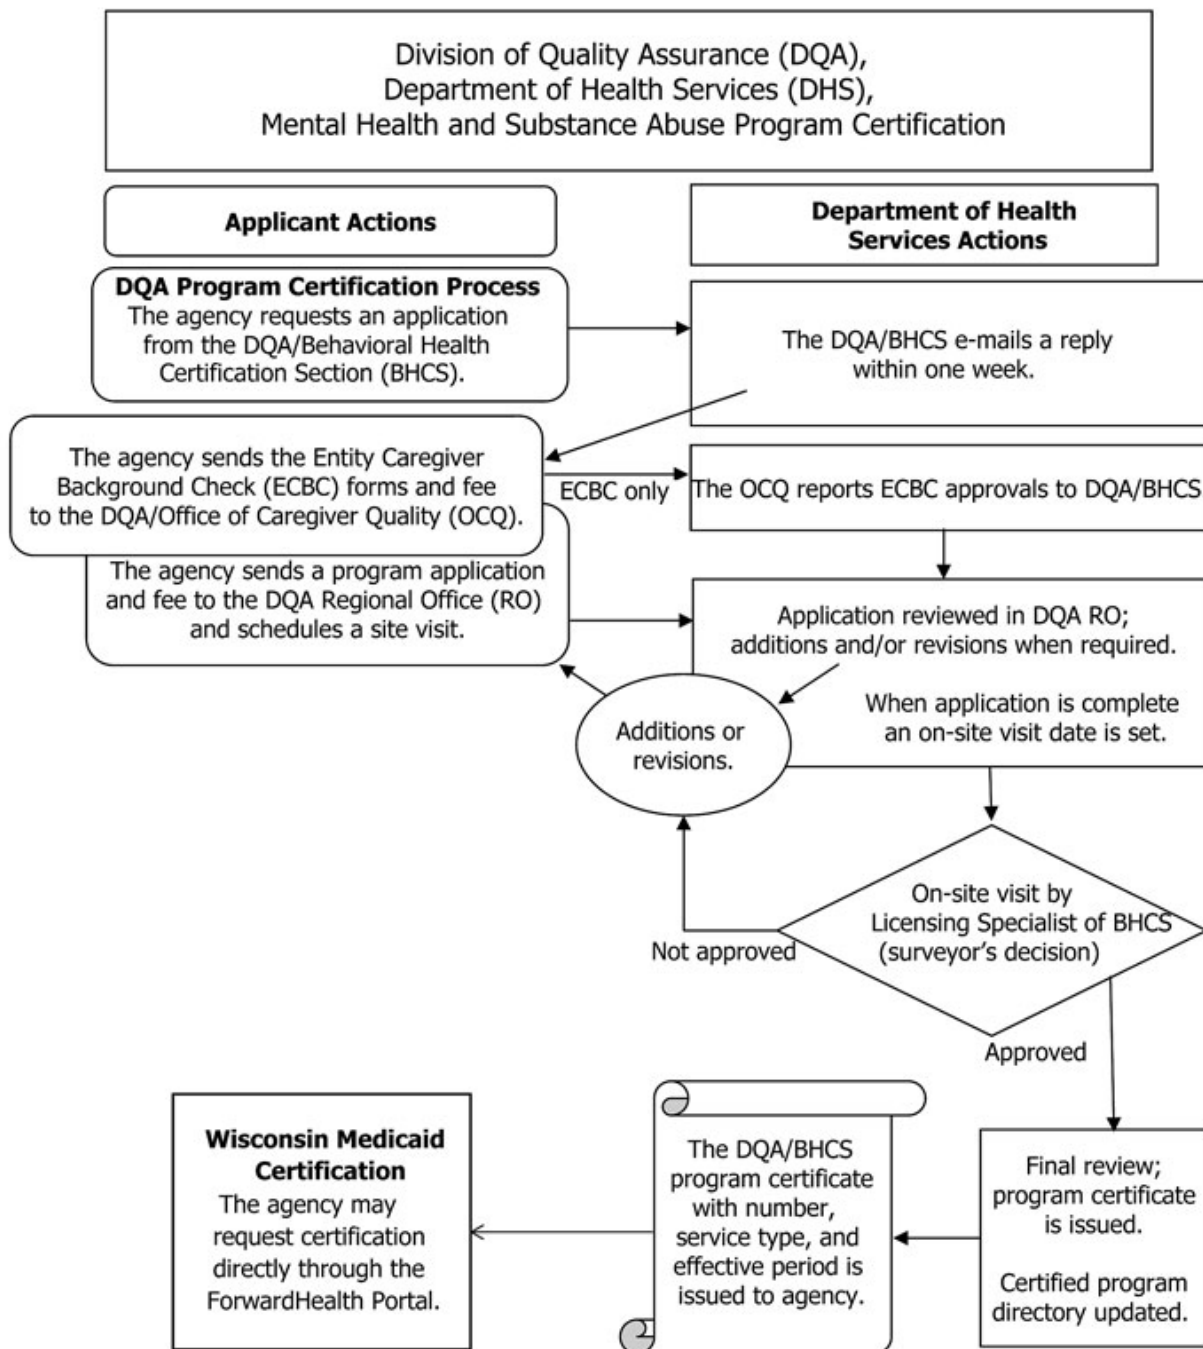 Division of Quality Assurance (DQA),
Department of Health Services (DHS),
Mental Health and Substance Abuse Program Certification
Applicant Actions
Department of Health
Services Actions
DQA Program Certification Process
The agency requests an application
from the DQA/Behavioral Health
Certification Section (BHCS).
The DQA/BHCS e-mails a reply
within one week.
The agency sends the Entity Caregiver
Background Check (ECBC) forms and fee
to the DQA/Office of Caregiver Quality (OCQ).
ECBC only
The OCQ reports ECBC approvals to DQA/BHCS
The agency sends a program application
and fee to the DQA Regional Office (RO)
and schedules a site visit.
Application reviewed in DQA RO;
additions and/or revisions when required.
When application is complete
an on-site visit date is set.
Additions or
revisions.
On-site visit by
Licensing Specialist of BHCS
(surveyor's decision)
Not approved
Approved
Wisconsin Medicaid
Certification
The agency may
request certification
directly through the
ForwardHealth Portal.
The DQA/BHCS
program certificate
with number,
service type, and
effective period is
issued to agency.
Final review;
program certificate
is issued.
Certified program
directory updated.